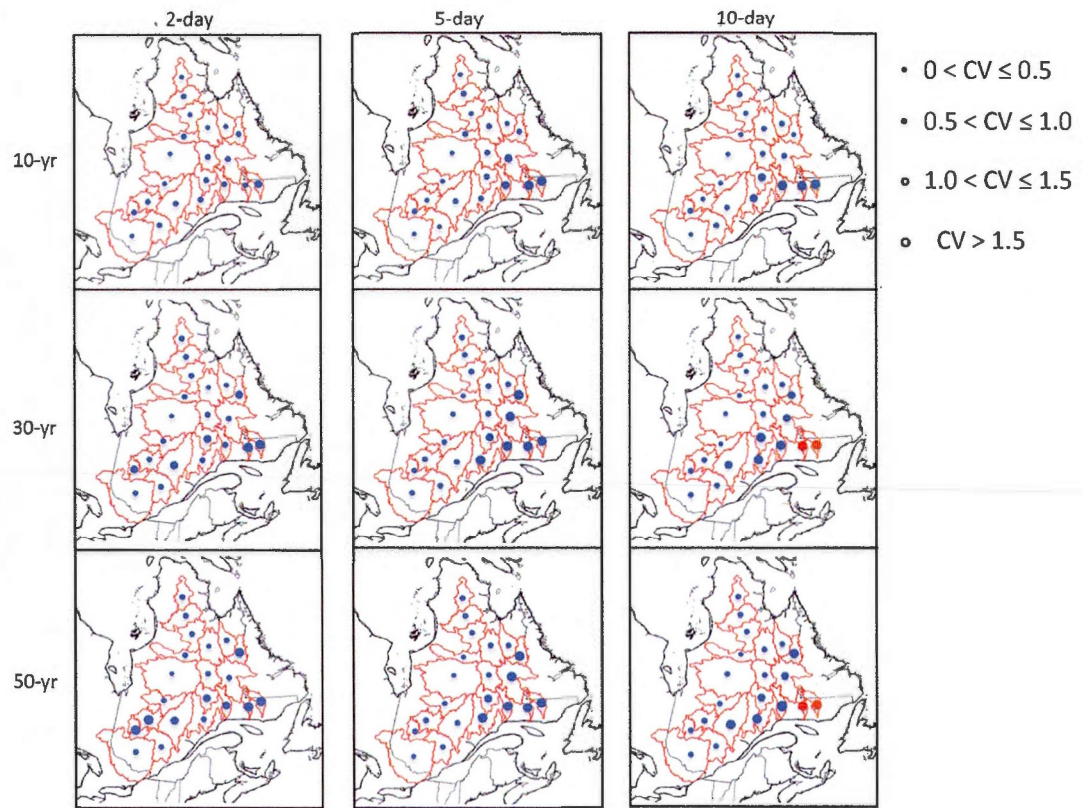 2-day
5-day
10-day
10-yr
30-yr
50-yr
0 < CV ≤ 0.5
0.5 < CV ≤ 1.0
1.0 < CV ≤ 1.5
CV > 1.5